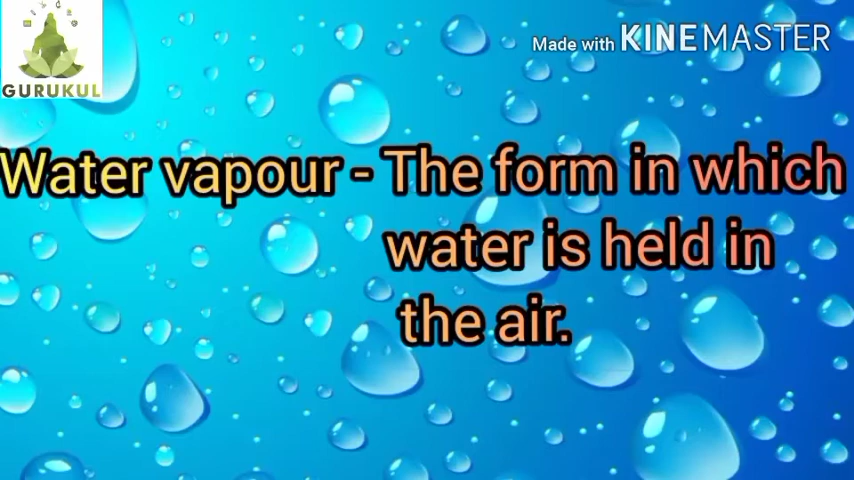 GURUKUL
Made with KINEMASTER
Water vapour - The form in which
water is held in
the air.